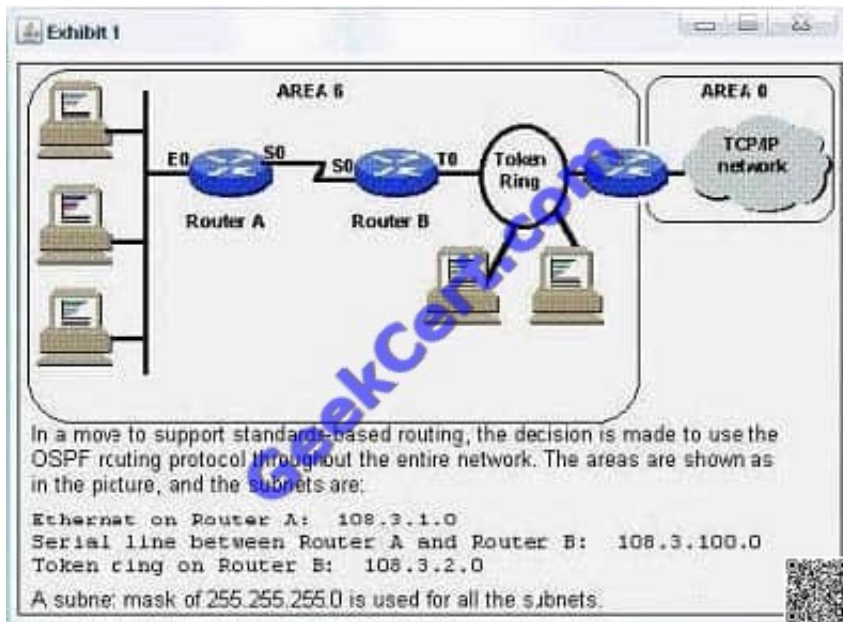 Exhibit 1
AREA 6
AREA 0
E0
S0
S0
T0
Token
Ring
TCP/IP
network
Router A
Router B
GeekCert.com
In a move to support standards-based routing, the decision is made to use the
OSPF routing protocol throughout the entire network. The areas are shown as
in the picture, and the subnets are:
Ethernet on Router A: 108.3.1.0
Serial line between Router A and Router B: 108.3.100.0
Token ring on Router B: 108.3.2.0
A subnet mask of 255.255.255.0 is used for all the subnets.